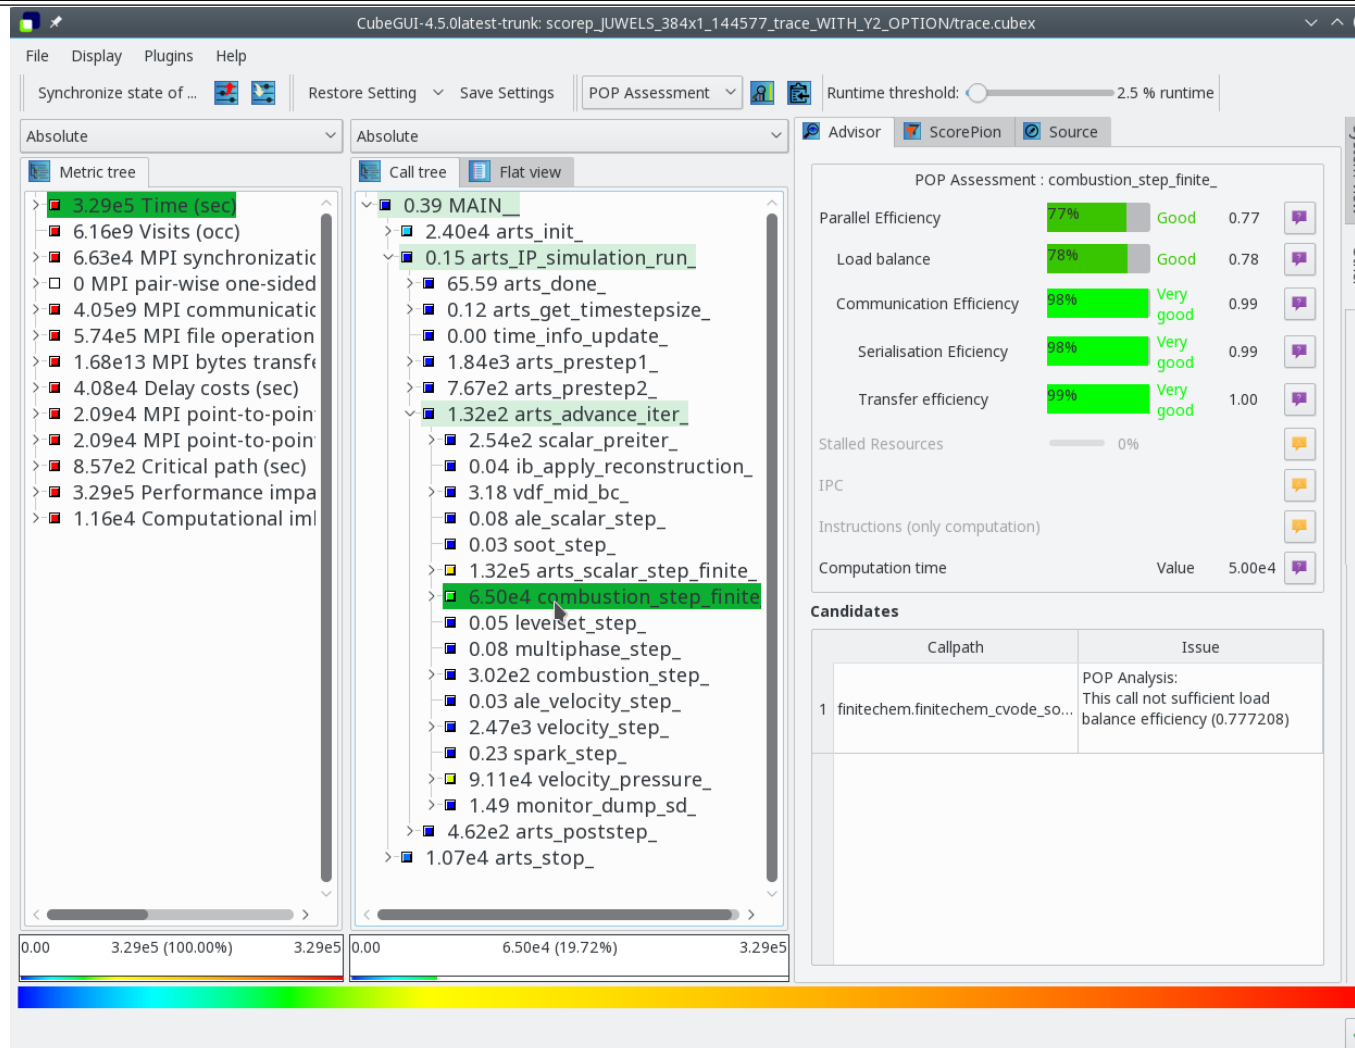 CubeGUI-4.5.0latest-trunk: scorep_JUWELS_384x1_144577_trace_WITH_Y2_OPTION/trace.cubex
File Display Plugins Help
Synchronize state of ... Restore Setting Save Settings POP Assessment Runtime threshold: 2.5 % runtime
Absolute
Metric tree
3.29e5 Time (sec)
6.16e9 Visits (occ)
6.63e4 MPI synchronizatic
0 MPI pair-wise one-sided
4.05e9 MPI communicatic
5.74e5 MPI file operation
1.68e13 MPI bytes transfe
4.08e4 Delay costs (sec)
2.09e4 MPI point-to-poin
2.09e4 MPI point-to-poin
8.57e2 Critical path (sec)
3.29e5 Performance impa
1.16e4 Computational iml
0.00 3.29e5 (100.00%) 3.29e5
Absolute
Call tree Flat view
0.39 MAIN__
2.40e4 arts_init_
0.15 arts_IP_simulation_run_
65.59 arts_done_
0.12 arts_get_timestepsize_
0.00 time_info_update_
1.84e3 arts_prestep1_
7.67e2 arts_prestep2_
1.32e2 arts_advance_iter_
2.54e2 scalar_preiter_
0.04 ib_apply_reconstruction_
3.18 vdf_mid_bc_
0.08 ale_scalar_step_
0.03 soot_step_
1.32e5 arts_scalar_step_finite_
6.50e4 combustion_step_finite
0.05 levelset_step_
0.08 multiphase_step_
3.02e2 combustion_step_
0.03 ale_velocity_step_
2.47e3 velocity_step_
0.23 spark_step_
9.11e4 velocity_pressure_
1.49 monitor_dump_sd_
4.62e2 arts_poststep_
1.07e4 arts_stop_
0.00 6.50e4 (19.72%) 3.29e5
Advisor ScorePion Source
POP Assessment : combustion_step_finite_
Parallel Efficiency 77% Good 0.77
Load balance 78% Good 0.78
Communication Efficiency 98% Very good 0.99
Serialisation Eficiency 98% Very good 0.99
Transfer efficiency 99% Very good 1.00
Stalled Resources 0%
IPC
Instructions (only computation)
Computation time Value 5.00e4
Candidates
Callpath Issue
1 finitechem.finitechem_cvode_so...
POP Analysis:
This call not sufficient load
balance efficiency (0.777208)